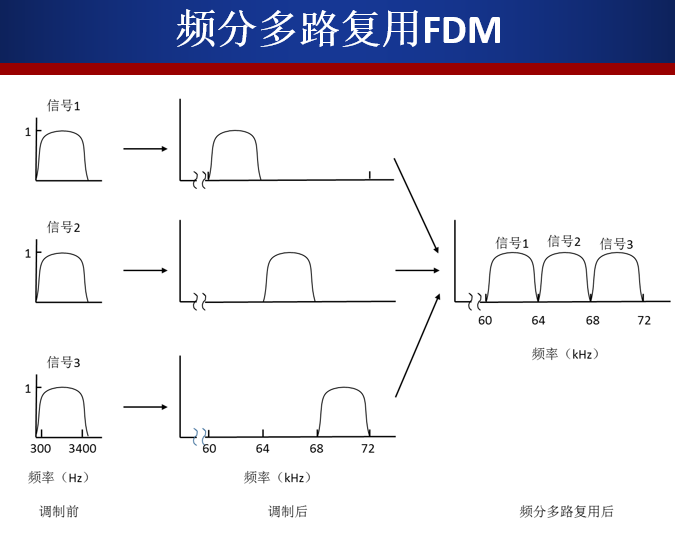 频分多路复用FDM
信号1
1
信号2
1
信号3
1
300 3400
频率（Hz）
调制前
60 64 68 72
频率（kHz）
调制后
信号1 信号2 信号3
60 64 68 72
频率（kHz）
频分多路复用后